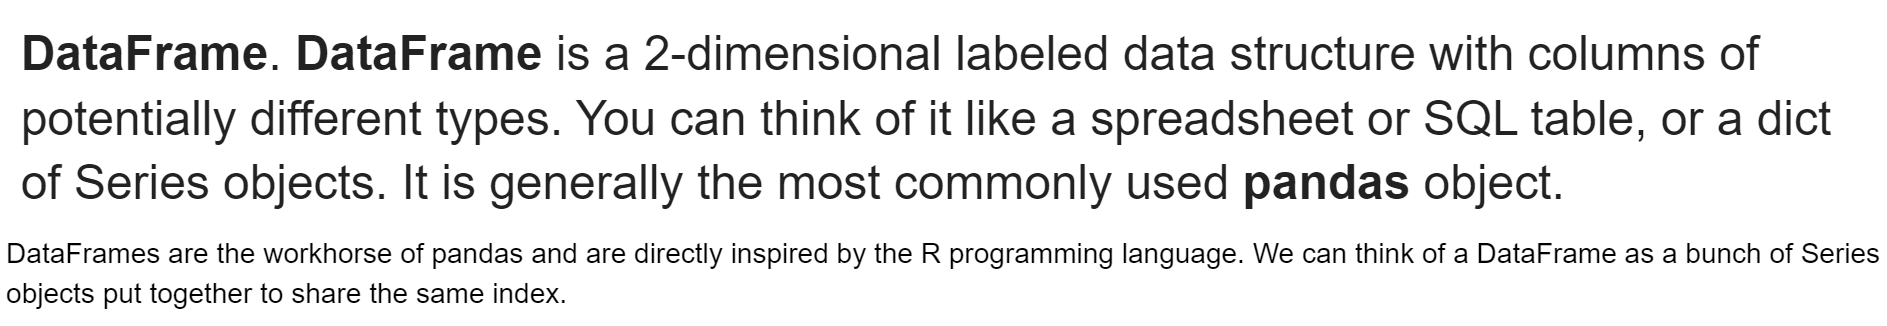 DataFrame. DataFrame is a 2-dimensional labeled data structure with columns of
potentially different types. You can think of it like a spreadsheet or SQL table, or a dict
of Series objects. It is generally the most commonly used pandas object.
DataFrames are the workhorse of pandas and are directly inspired by the R programming language. We can think of a DataFrame as a bunch of Series
objects put together to share the same index.